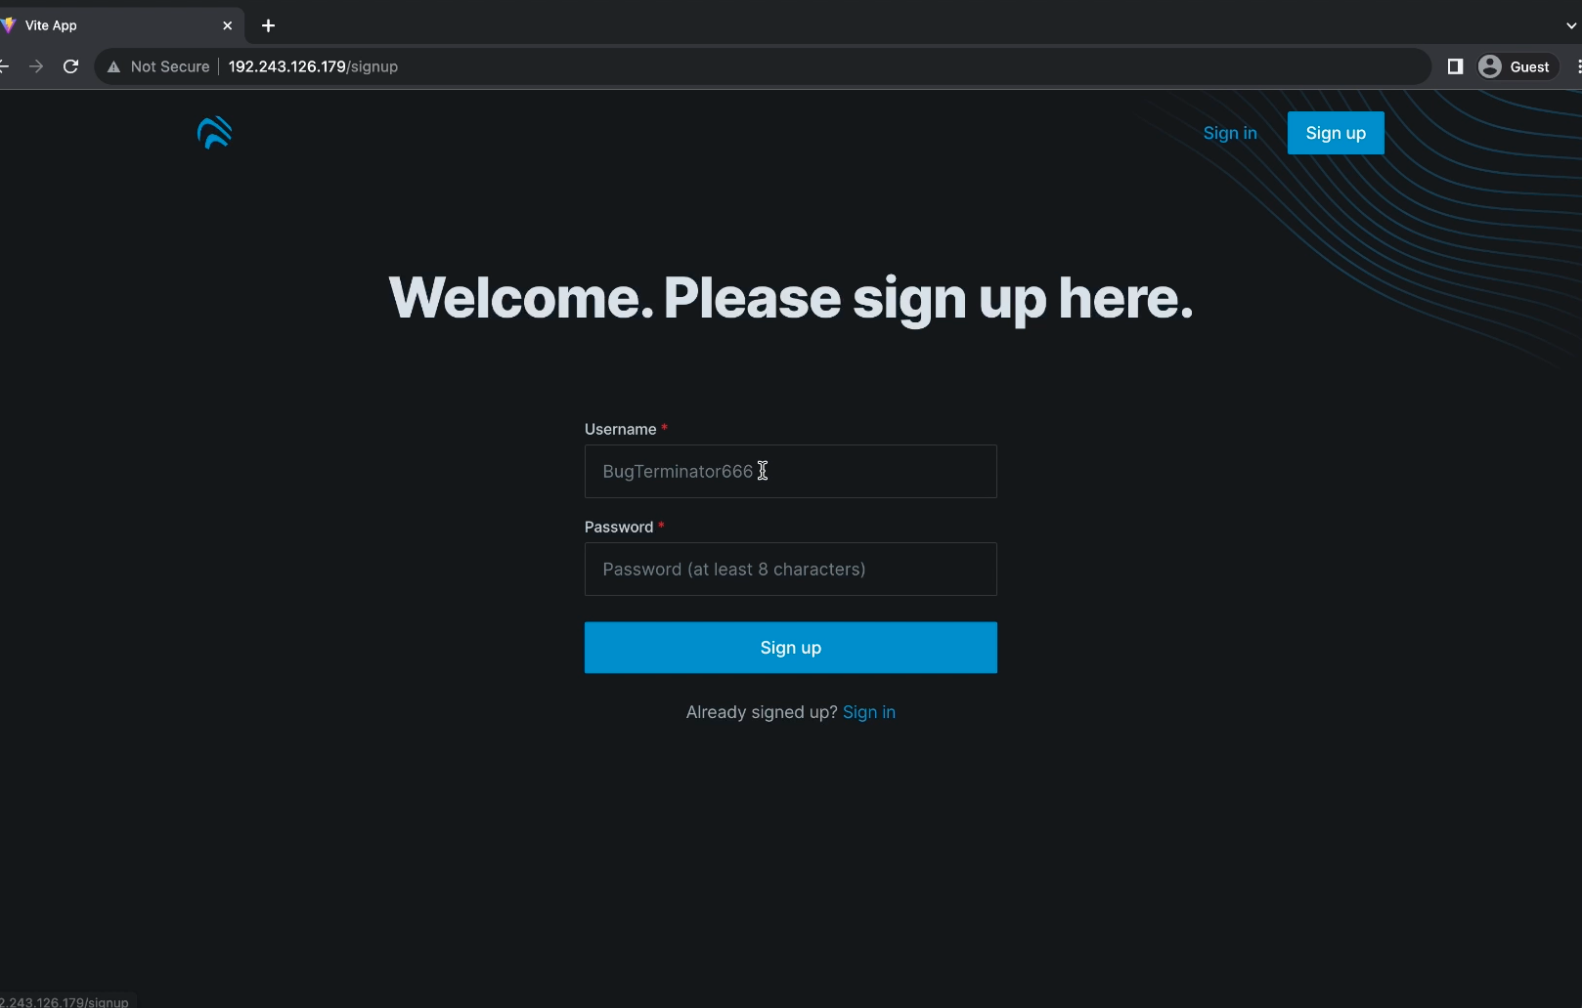 Vite App
Not Secure 192.243.126.179/signup
Guest
Sign in
Sign up
Welcome. Please sign up here.
Username *
BugTerminator666
Password *
Password (at least 8 characters)
Sign up
Already signed up? Sign in
2.243.126.179/signup